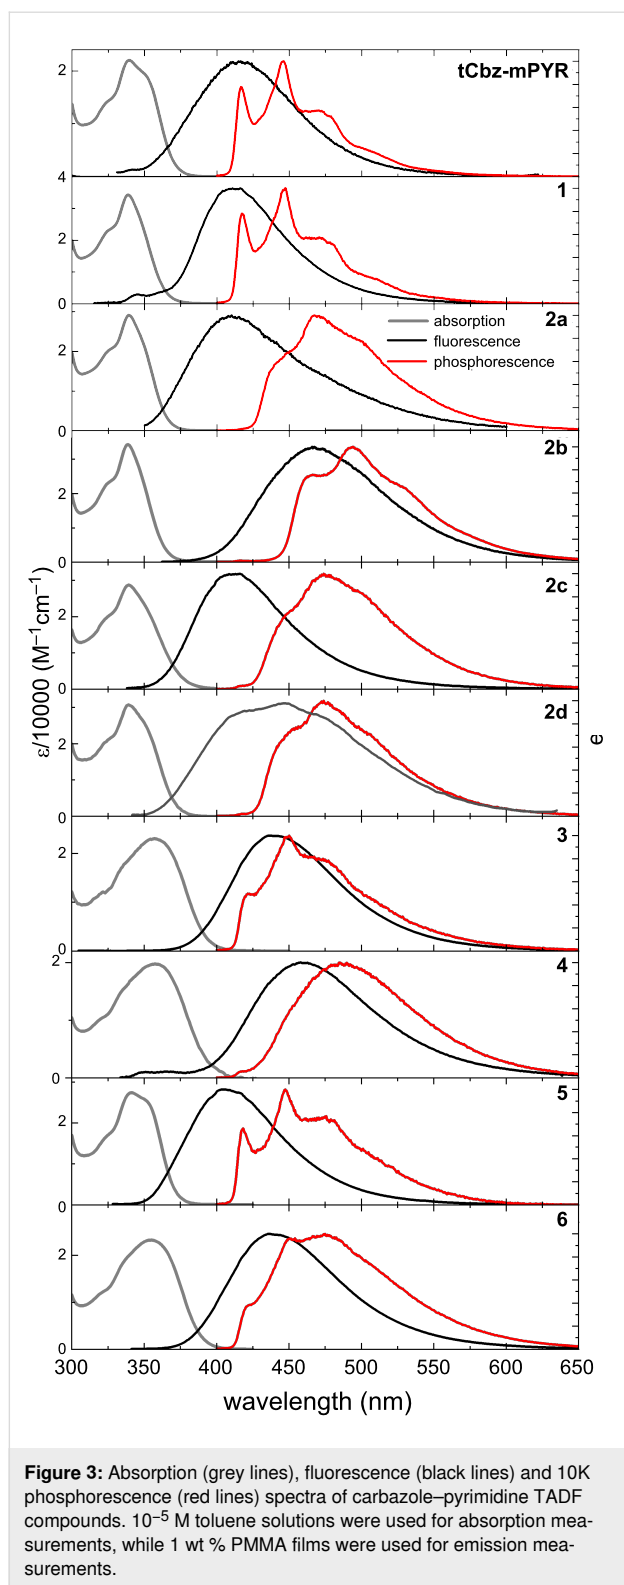 tCbz-mPYR
2
4
1
2
0
absorption
2a
fluorescence
2
phosphorescence
0
2b
2
0
2c
2
0
2d
2
0
3
2
0
2
4
0
5
2
0
6
2
0
300 350 400 450 500 550 600 650
wavelength (nm)
ε/10000 (M⁻¹cm⁻¹)
e
Figure 3: Absorption (grey lines), fluorescence (black lines) and 10K
phosphorescence (red lines) spectra of carbazole–pyrimidine TADF
compounds. 10⁻⁵ M toluene solutions were used for absorption mea-
surements, while 1 wt % PMMA films were used for emission mea-
surements.